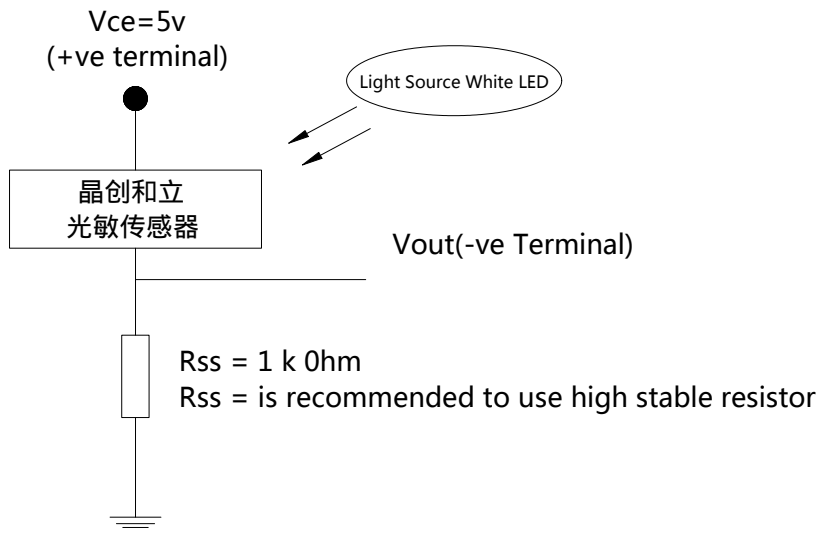 Vce=5v
(+ve terminal)
Light Source White LED
晶创和立
光敏传感器
Vout(-ve Terminal)
Rss = 1 k 0hm
Rss = is recommended to use high stable resistor